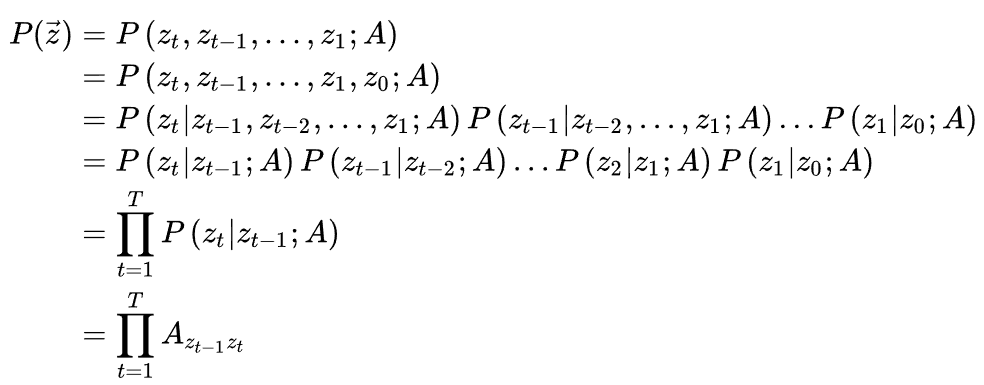 P(\vec{z}) = P(z_t, z_{t-1}, \ldots, z_1; A)
= P(z_t, z_{t-1}, \ldots, z_1, z_0; A)
= P(z_t|z_{t-1}, z_{t-2}, \ldots, z_1; A) P(z_{t-1}|z_{t-2}, \ldots, z_1; A) \ldots P(z_1|z_0; A)
= P(z_t|z_{t-1}; A) P(z_{t-1}|z_{t-2}; A) \ldots P(z_2|z_1; A) P(z_1|z_0; A)
= \prod_{t=1}^{T} P(z_t|z_{t-1}; A)
= \prod_{t=1}^{T} A_{z_{t-1} z_t}